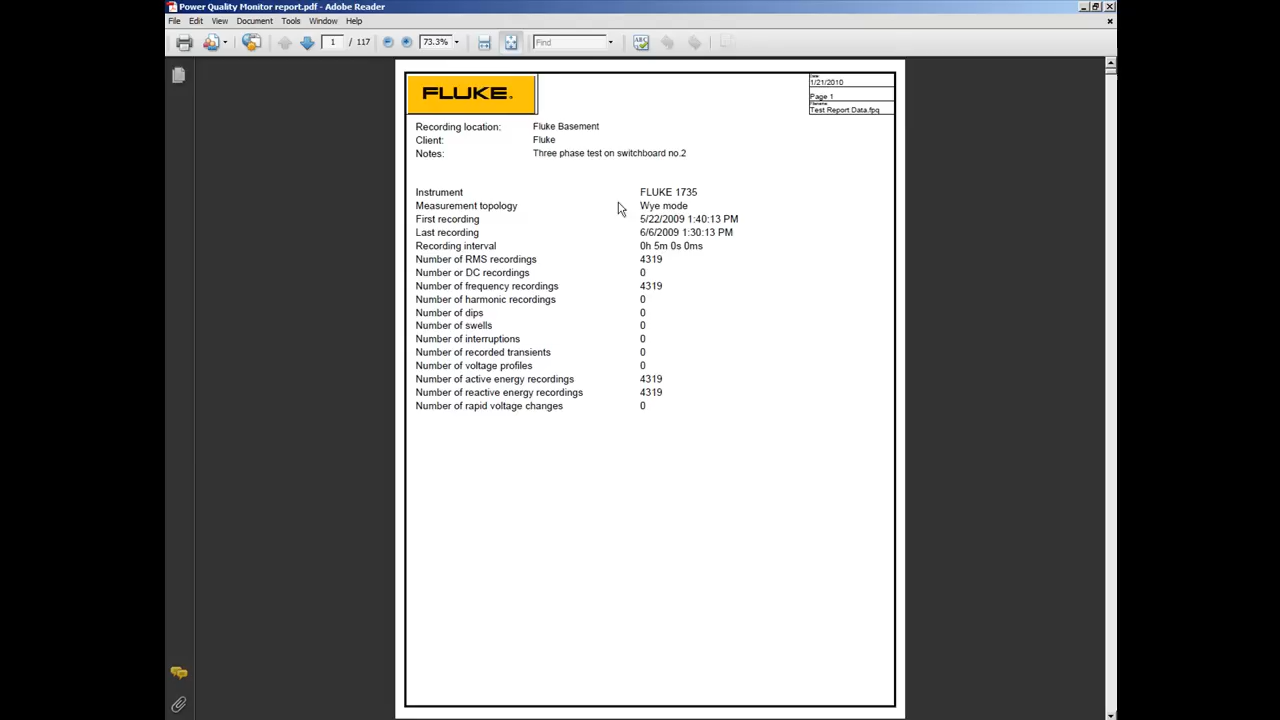 Power Quality Monitor report.pdf - Adobe Reader
File Edit View Document Tools Window Help
1 / 117 73.3% Find
FLUKE.
Date
1/21/2010
Page 1
Filename
Test Report Data.fpq
Recording location: Fluke Basement
Client: Fluke
Notes: Three phase test on switchboard no.2
Instrument FLUKE 1735
Measurement topology Wye mode
First recording 5/22/2009 1:40:13 PM
Last recording 6/6/2009 1:30:13 PM
Recording interval 0h 5m 0s 0ms
Number of RMS recordings 4319
Number or DC recordings 0
Number of frequency recordings 4319
Number of harmonic recordings 0
Number of dips 0
Number of swells 0
Number of interruptions 0
Number of recorded transients 0
Number of voltage profiles 0
Number of active energy recordings 4319
Number of reactive energy recordings 4319
Number of rapid voltage changes 0